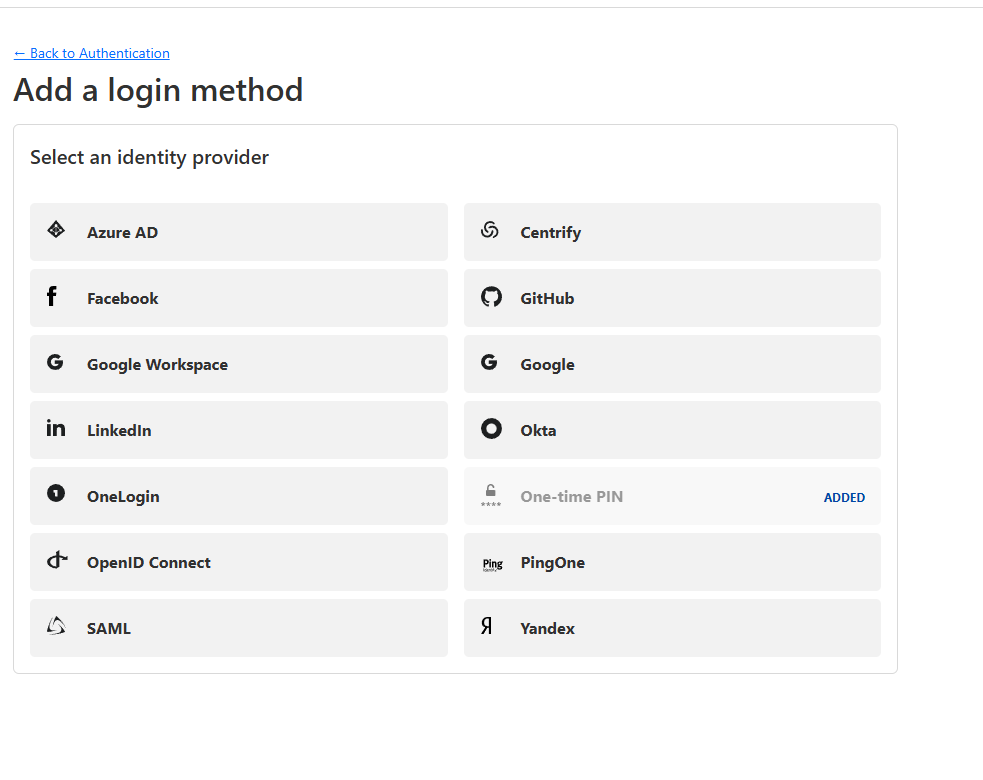 ← Back to Authentication
Add a login method
Select an identity provider
Azure AD
Centrify
Facebook
GitHub
Google Workspace
Google
LinkedIn
Okta
OneLogin
One-time PIN
ADDED
OpenID Connect
Ping
PingOne
SAML
Yandex